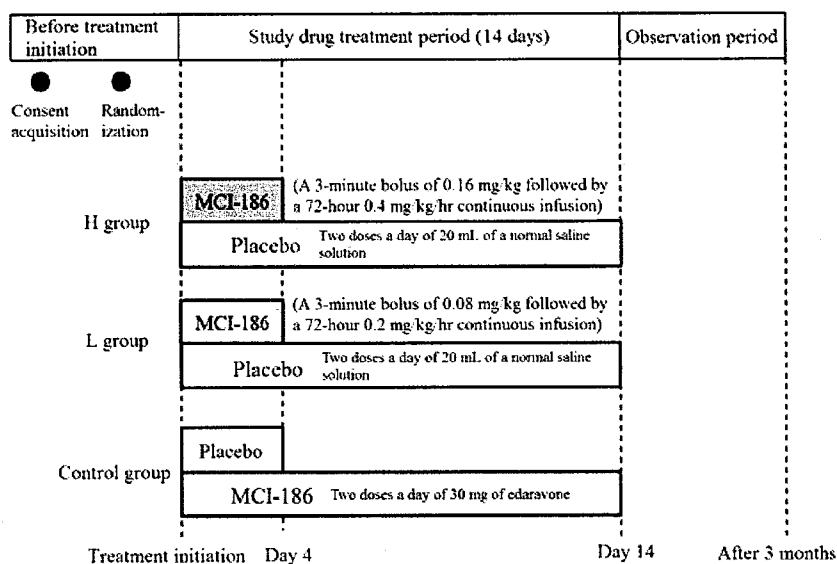 Before treatment
initiation
Study drug treatment period (14 days)
Observation period
Consent
acquisition
Random-
ization
H group
MCI-186
(A 3-minute bolus of 0.16 mg/kg followed by
a 72-hour 0.4 mg/kg/hr continuous infusion)
Placebo
Two doses a day of 20 mL of a normal saline
solution
L group
MCI-186
(A 3-minute bolus of 0.08 mg/kg followed by
a 72-hour 0.2 mg/kg/hr continuous infusion)
Placebo
Two doses a day of 20 mL of a normal saline
solution
Control group
Placebo
MCI-186 Two doses a day of 30 mg of edaravone
Treatment initiation Day 4 Day 14 After 3 months